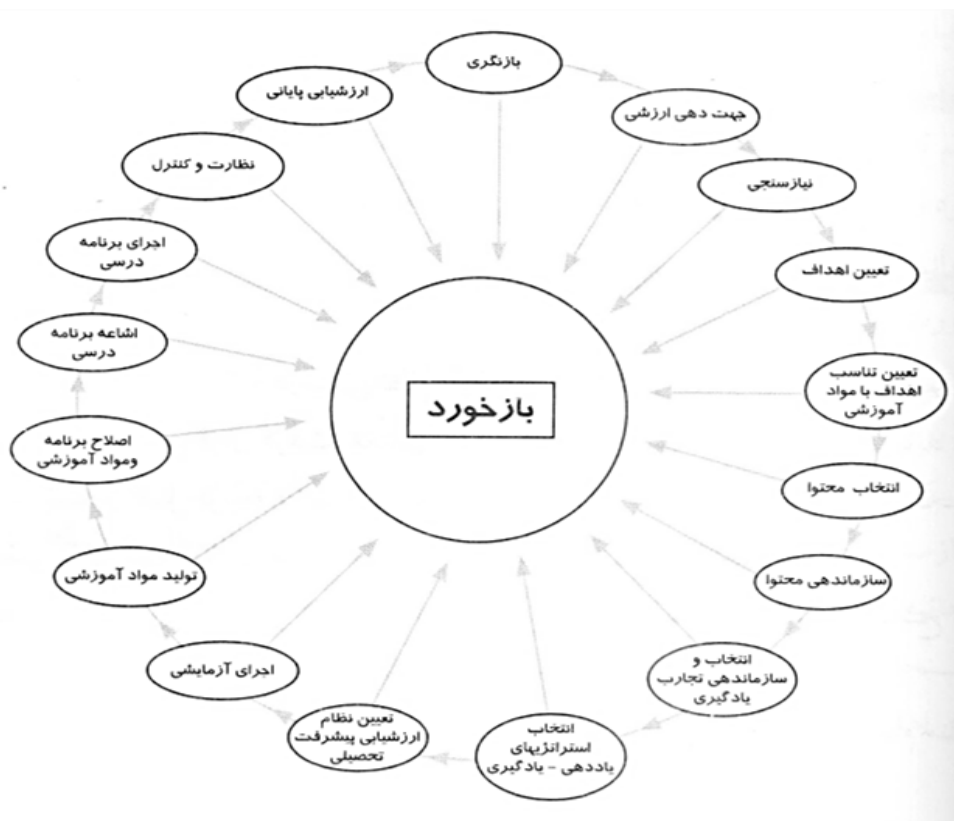 بازنگری
جهت دهی ارزشی
نیازسنجی
تعیین اهداف
تعیین تناسب
اهداف با مواد
آموزشی
انتخاب محتوا
سازماندهی محتوا
انتخاب و
سازماندهی تجارب
یادگیری
انتخاب
استراتژیهای
یاددهی - یادگیری
تعیین نظام
ارزشیابی پیشرفت
تحصیلی
اجرای آزمایشی
تولید مواد آموزشی
اصلاح برنامه
ومواد آموزشی
اشاعه برنامه
درسی
اجرای برنامه
درسی
نظارت و کنترل
ارزشیابی پایانی
بازخورد